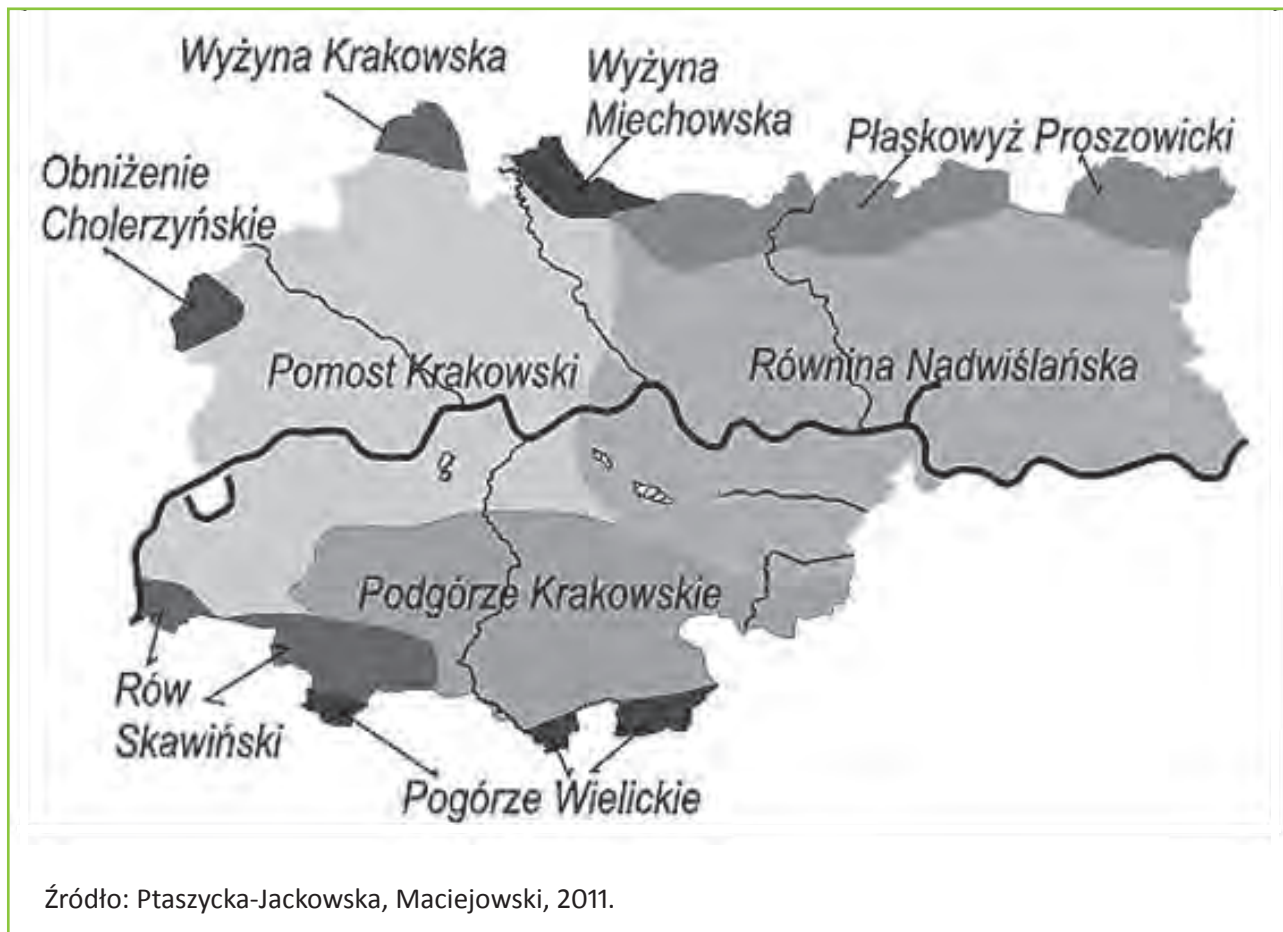 Wyżyna Krakowska
Wyżyna
Miechowska
Płaskowyż Proszowicki
Obniżenie
Cholerzyńskie
Pomost Krakowski
Równina Nadwiślańska
Podgórze Krakowskie
Rów
Skawiński
Pogórze Wielickie
Źródło: Ptaszycka-Jackowska, Maciejowski, 2011.